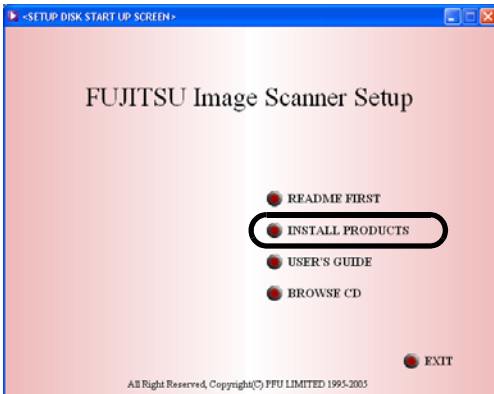 <SETUP DISK START UP SCREEN>
FUJITSU Image Scanner Setup
README FIRST
INSTALL PRODUCTS
USER'S GUIDE
BROWSE CD
EXIT
All Right Reserved, Copyright(C) PFU LIMITED 1995-2005